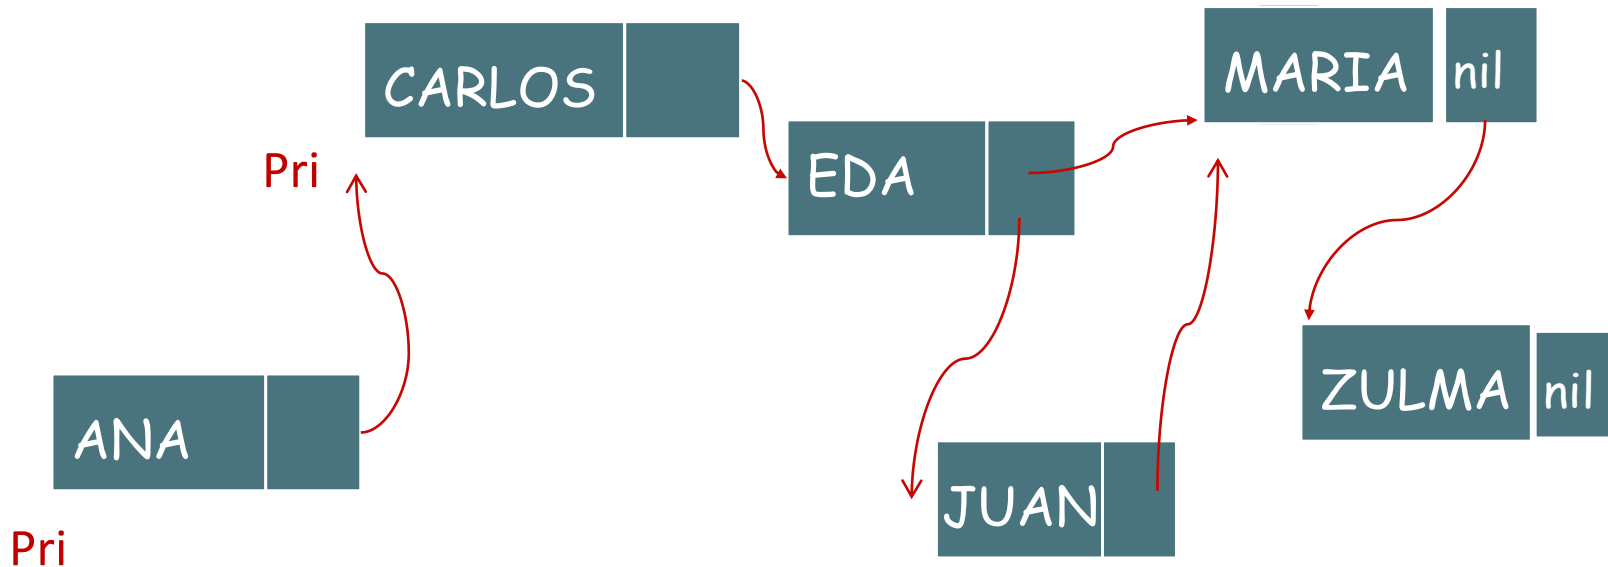 CARLOS
MARIA nil
Pri
EDA
ANA
ZULMA nil
JUAN
Pri